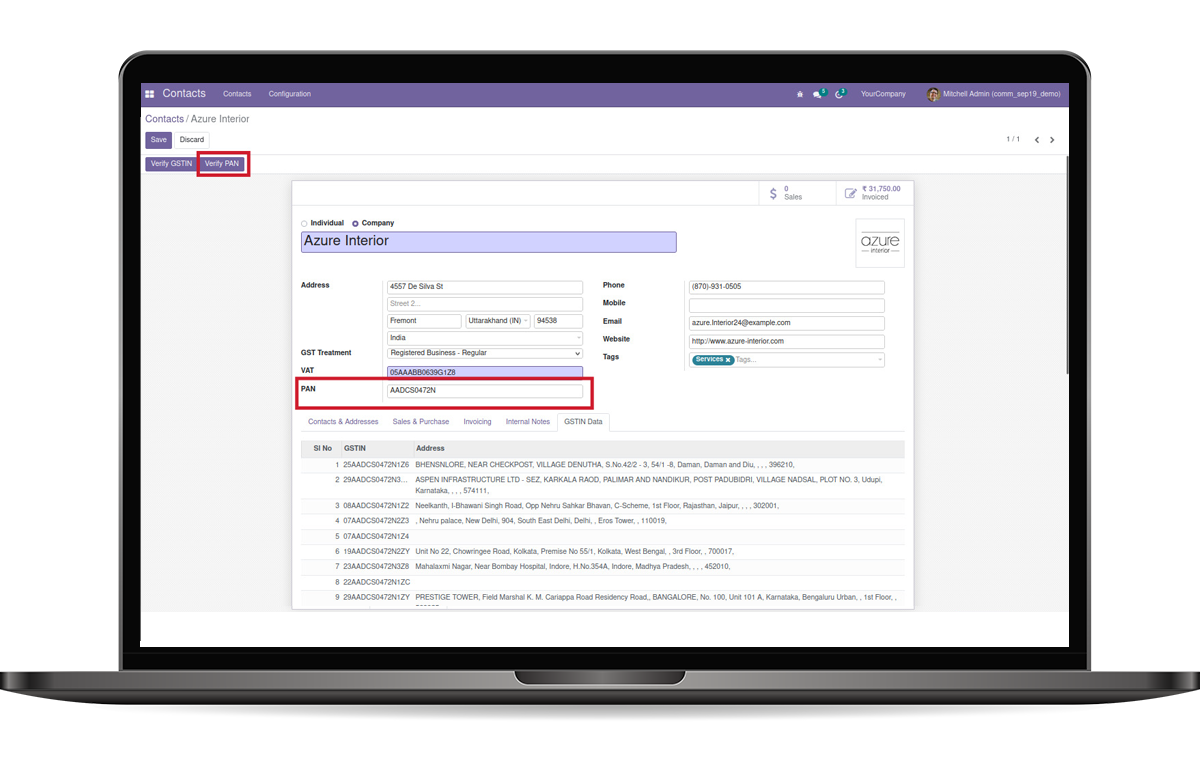 Contacts Contacts Configuration 5 3 YourCompany Mitchell Admin (comm_sep19_demo)
Contacts / Azure Interior
Save Discard 1 / 1
Verify GSTIN Verify PAN
$ 0 Sales ₹ 31,750.00 Invoiced
Individual Company
Azure Interior
azure
interior
Address 4557 De Silva St Phone (870)-931-0505
Street 2... Mobile
Fremont Uttarakhand (IN) 94538 Email azure.Interior24@example.com
India Website http://www.azure-interior.com
GST Treatment Registered Business - Regular Tags Services × Tags...
VAT 05AAABB0639G1Z8
PAN AADCS0472N
Contacts & Addresses Sales & Purchase Invoicing Internal Notes GSTIN Data
Sl No GSTIN Address
1 25AADCS0472N1Z6 BHENSNLORE, NEAR CHECKPOST, VILLAGE DENUTHA, S.No.42/2 - 3, 54/1 -8, Daman, Daman and Diu, , , , 396210,
2 29AADCS0472N3... ASPEN INFRASTRUCTURE LTD - SEZ, KARKALA RAOD, PALIMAR AND NANDIKUR, POST PADUBIDRI, VILLAGE NADSAL, PLOT NO. 3, Udupi,
Karnataka, , , , 574111,
3 08AADCS0472N1Z2 Neelkanth, I-Bhawani Singh Road, Opp Nehru Sahkar Bhavan, C-Scheme, 1st Floor, Rajasthan, Jaipur, , , , 302001,
4 07AADCS0472N2Z3 , Nehru palace, New Delhi, 904, South East Delhi, Delhi, , Eros Tower, , 110019,
5 07AADCS0472N1Z4
6 19AADCS0472N2ZY Unit No 22, Chowringee Road, Kolkata, Premise No 55/1, Kolkata, West Bengal, , 3rd Floor, , 700017,
7 23AADCS0472N3Z8 Mahalaxmi Nagar, Near Bombay Hospital, Indore, H.No.354A, Indore, Madhya Pradesh, , , , 452010,
8 22AADCS0472N1ZC
9 29AADCS0472N1ZY PRESTIGE TOWER, Field Marshal K. M. Cariappa Road Residency Road,, BANGALORE, No. 100, Unit 101 A, Karnataka, Bengaluru Urban, , 1st Floor, ,